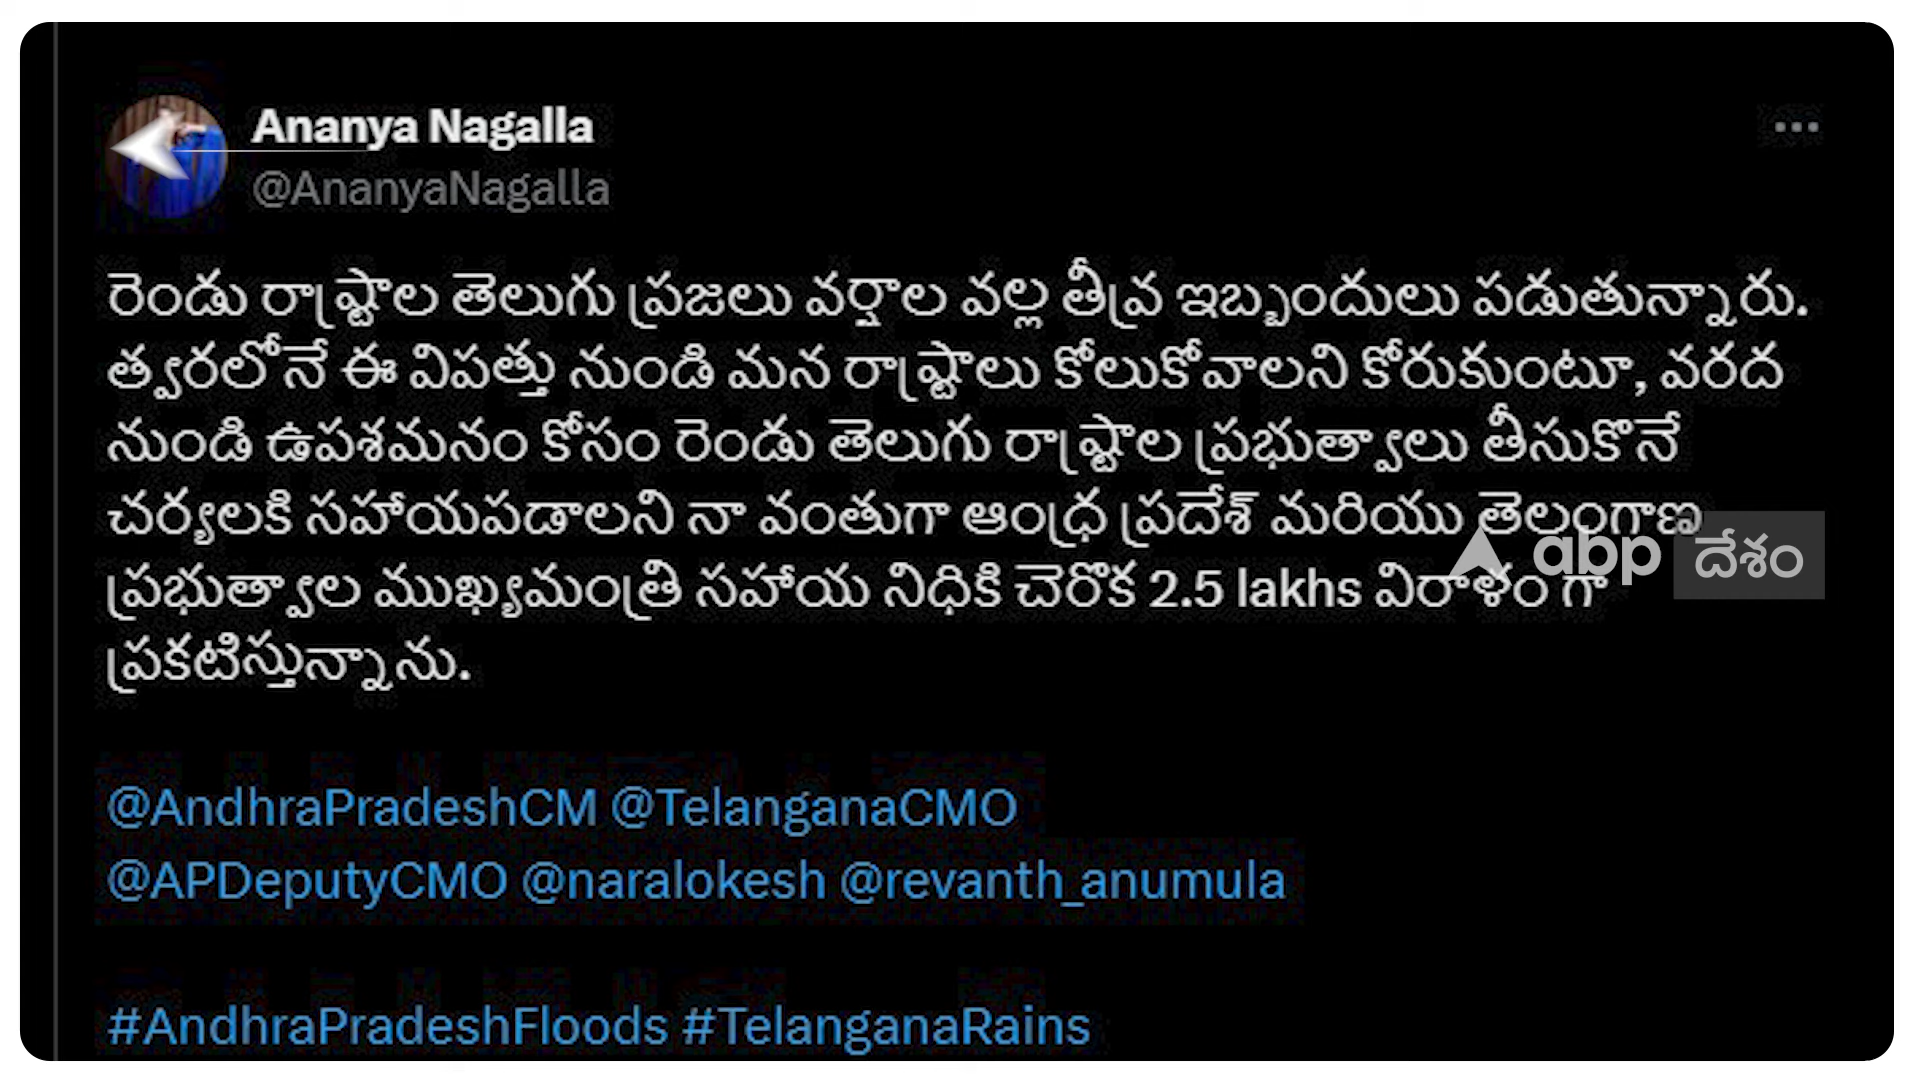 Ananya Nagalla
@AnanyaNagalla
రెండు రాష్ట్రాల తెలుగు ప్రజలు వర్షాల వల్ల తీవ్ర ఇబ్బందులు పడుతున్నారు.
త్వరలోనే ఈ విపత్తు నుండి మన రాష్ట్రాలు కోలుకోవాలని కోరుకుంటూ, వరద
నుండి ఉపశమనం కోసం రెండు తెలుగు రాష్ట్రాల ప్రభుత్వాలు తీసుకొనే
చర్యలకి సహాయపడాలని నా వంతుగా ఆంధ్ర ప్రదేశ్ మరియు తెలంగాణ
ప్రభుత్వాల ముఖ్యమంత్రి సహాయ నిధికి చెరొక 2.5 lakhs విరాళం గా
abp దేశం
ప్రకటిస్తున్నాను.
@AndhraPradeshCM @TelanganaCMO
@APDeputyCMO @naralokesh @revanth_anumula
#AndhraPradeshFloods #TelanganaRains